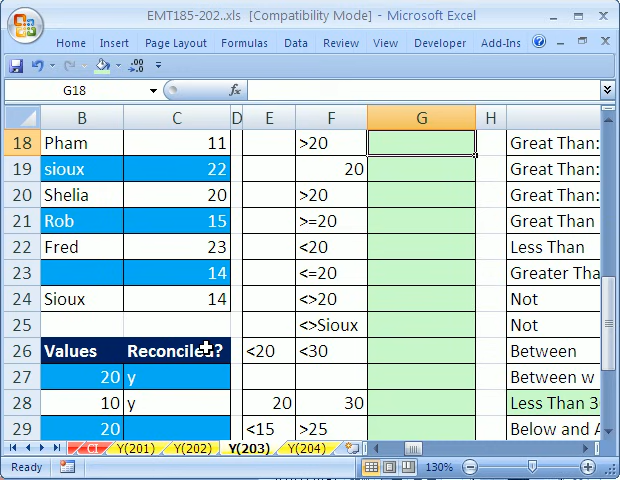 EMT185-202..xls [Compatibility Mode] - Microsoft Excel
Home Insert Page Layout Formulas Data Review View Developer Add-Ins
G18 fx
B C D E F G H
18 Pham 11 >20 Great Than:
19 sioux 22 20 Great Than:
20 Shelia 20 >20 Great Than:
21 Rob 15 >=20 Great Than
22 Fred 23 <20 Less Than
23 14 <=20 Greater Tha
24 Sioux 14 <>20 Not
25 <>Sioux Not
26 Values Reconciled? <20 <30 Between
27 20 y Between w
28 10 y 20 30 Less Than 3
29 20 <15 >25 Below and A
Cl Y(201) Y(202) Y(203) Y(204)
Ready 130%